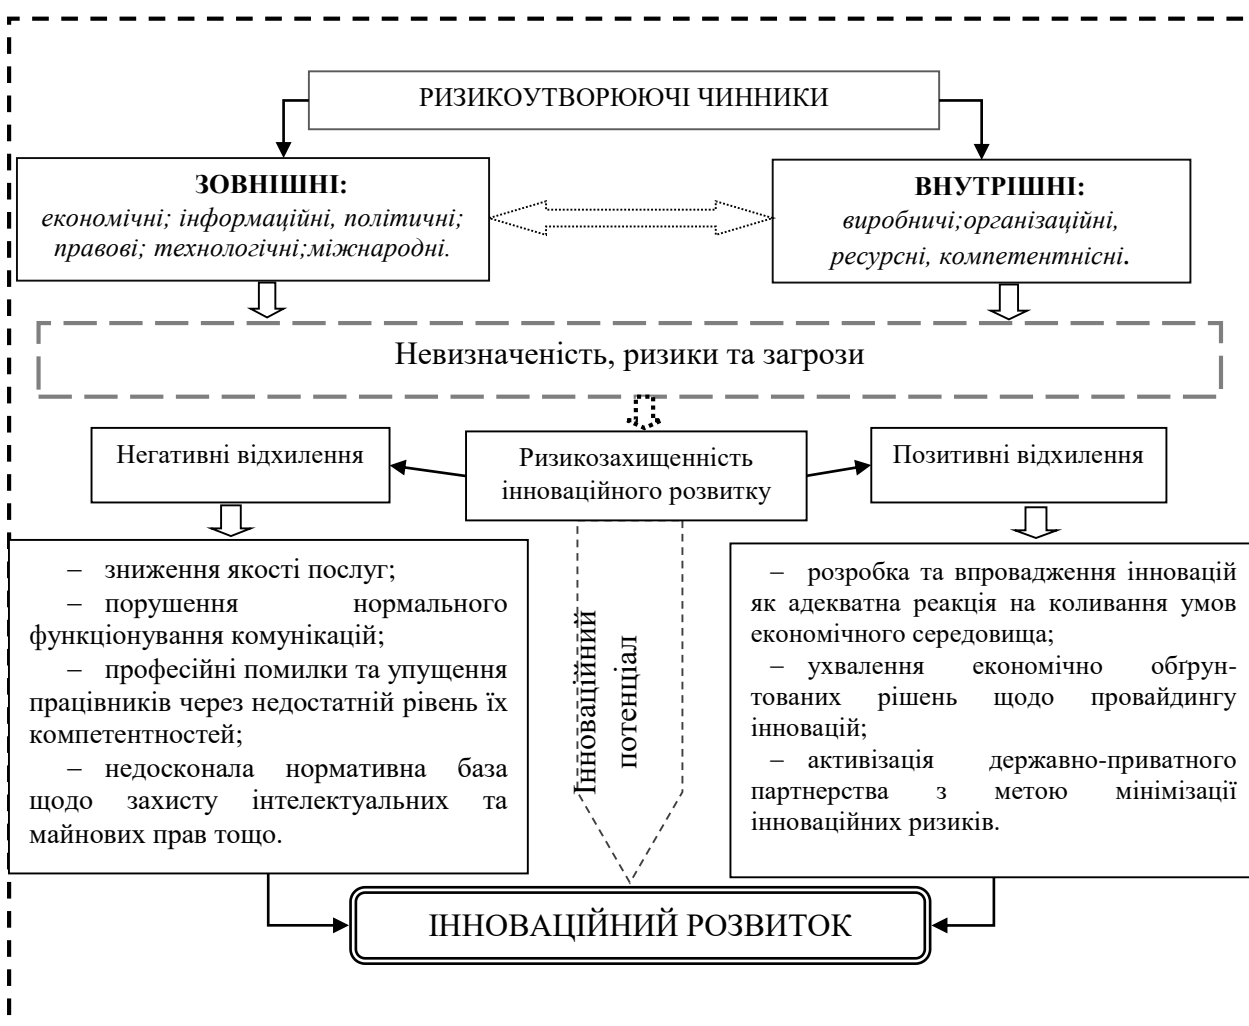 РИЗИКОУТВОРЮЮЧІ ЧИННИКИ
ЗОВНІШНІ:
економічні; інформаційні, політичні;
правові; технологічні;міжнародні.
ВНУТРІШНІ:
виробничі;організаційні,
ресурсні, компетентнісні.
Невизначеність, ризики та загрози
Негативні відхилення
Ризикозахищенність
інноваційного розвитку
Позитивні відхилення
– зниження якості послуг;
– порушення нормального
функціонування комунікацій;
– професійні помилки та упущення
працівників через недостатній рівень їх
компетентностей;
– недосконала нормативна база
щодо захисту інтелектуальних та
майнових прав тощо.
Інноваційний
потенціал
– розробка та впровадження інновацій
як адекватна реакція на коливання умов
економічного середовища;
– ухвалення економічно обґрун-
тованих рішень щодо провайдингу
інновацій;
– активізація державно-приватного
партнерства з метою мінімізації
інноваційних ризиків.
ІННОВАЦІЙНИЙ РОЗВИТОК